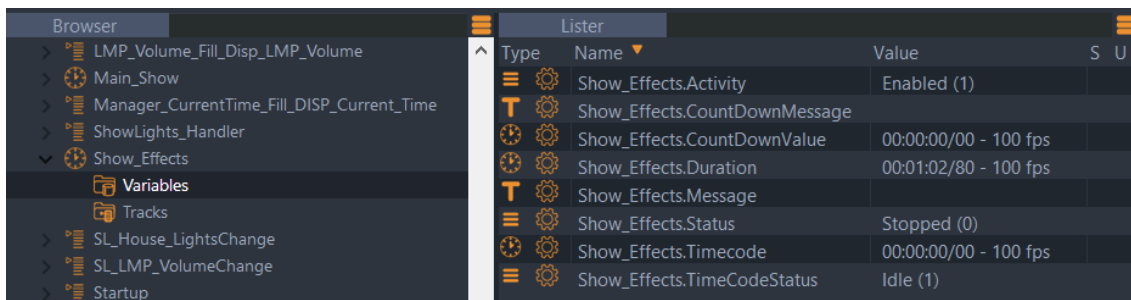 Browser
LMP_Volume_Fill_Disp_LMP_Volume
Main_Show
Manager_CurrentTime_Fill_DISP_Current_Time
ShowLights_Handler
Show_Effects
Variables
Tracks
SL_House_LightsChange
SL_LMP_VolumeChange
Startup
Lister
Type Name Value S U
Show_Effects.Activity Enabled (1)
T Show_Effects.CountDownMessage
Show_Effects.CountDownValue 00:00:00/00 - 100 fps
Show_Effects.Duration 00:01:02/80 - 100 fps
T Show_Effects.Message
Show_Effects.Status Stopped (0)
Show_Effects.Timecode 00:00:00/00 - 100 fps
Show_Effects.TimeCodeStatus Idle (1)